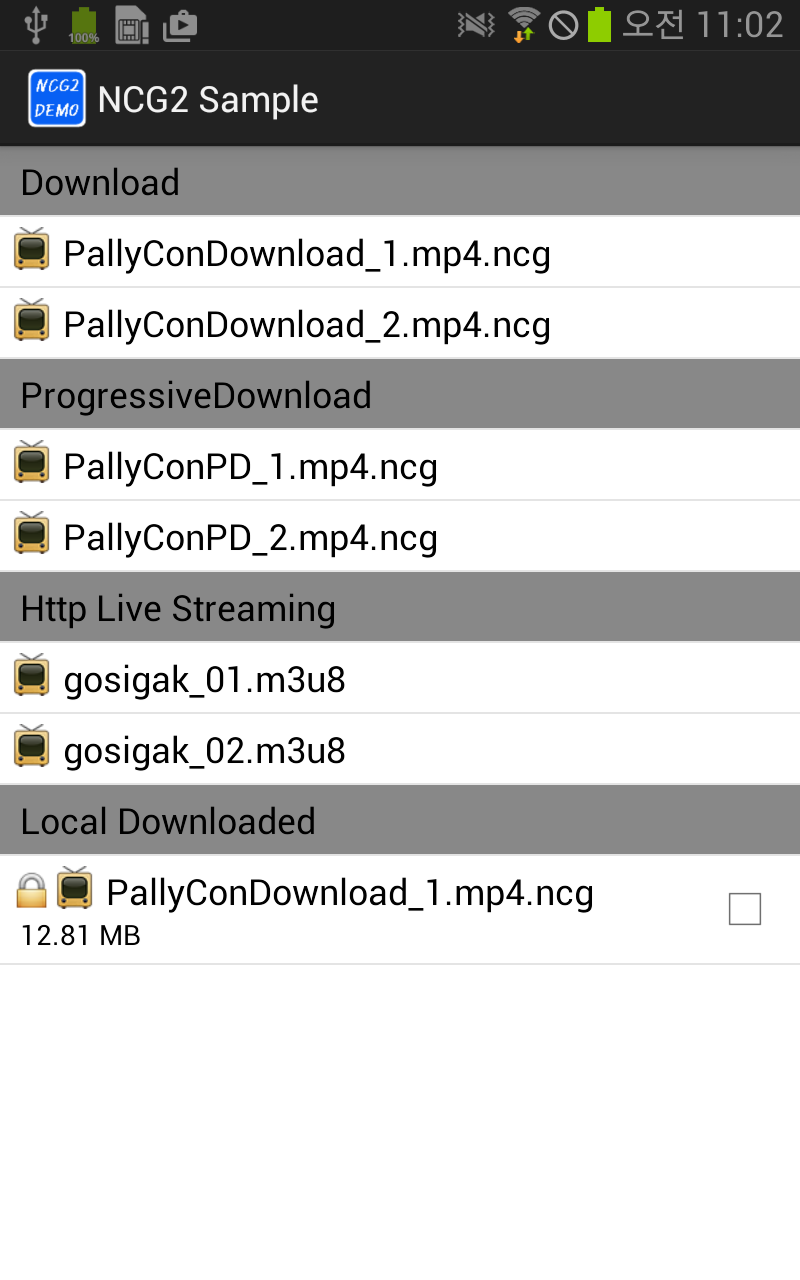 100%
오전 11:02
NCG2
DEMO
NCG2 Sample
Download
PallyConDownload_1.mp4.ncg
PallyConDownload_2.mp4.ncg
ProgressiveDownload
PallyConPD_1.mp4.ncg
PallyConPD_2.mp4.ncg
Http Live Streaming
gosigak_01.m3u8
gosigak_02.m3u8
Local Downloaded
PallyConDownload_1.mp4.ncg
12.81 MB